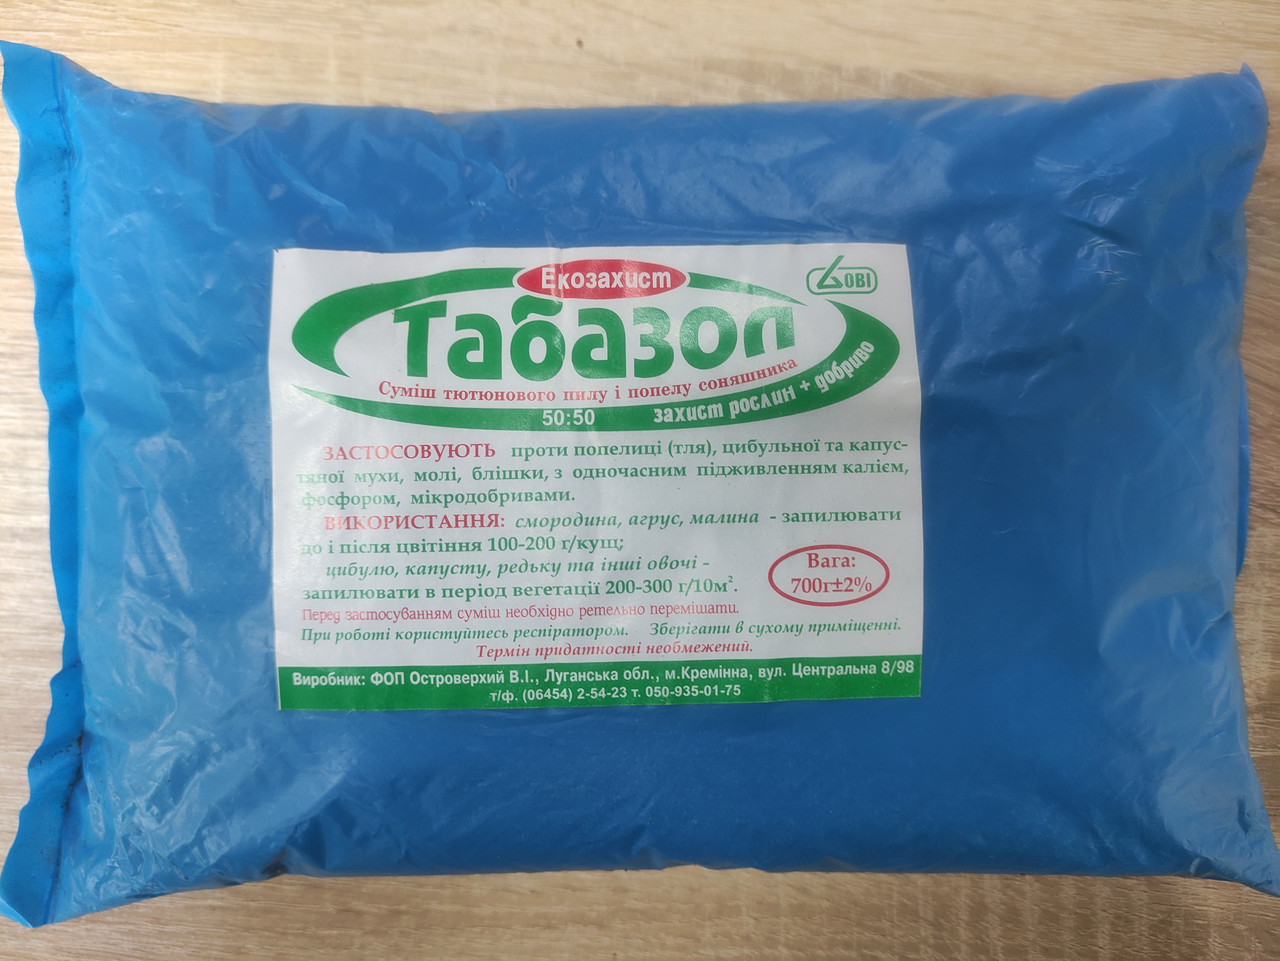 Екозахист
ОВІ
Табазол
Суміш тютюнового пилу і попелу соняшника
50:50 захист рослин + добриво
ЗАСТОСОВУЮТЬ проти попелиці (тля), цибульної та капус-
тяної мухи, молі, блішки, з одночасним підживленням калієм,
фосфором, мікродобривами.
ВИКОРИСТАННЯ: смородина, агрус, малина - запилювати
до і після цвітіння 100-200 г/кущ;
цибулю, капусту, редьку та інші овочі -
запилювати в період вегетації 200-300 г/10м².
Вага:
700г±2%
Перед застосуванням суміш необхідно ретельно перемішати.
При роботі користуйтесь респіратором. Зберігати в сухому приміщенні.
Термін придатності необмежений.
Виробник: ФОП Островерхий В.І., Луганська обл., м.Кремінна, вул. Центральна 8/98
т/ф. (06454) 2-54-23 т. 050-935-01-75